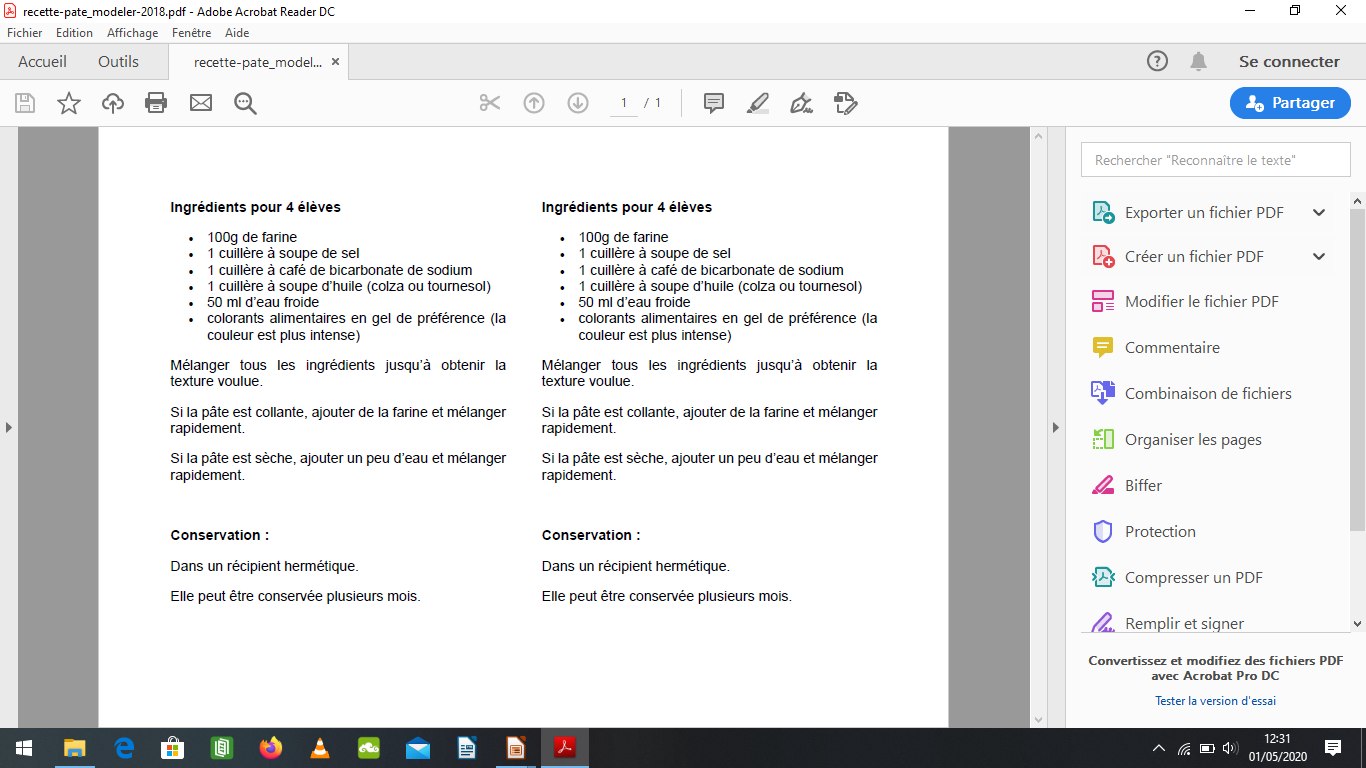 recette-pate_modeler-2018.pdf - Adobe Acrobat Reader DC
Fichier Edition Affichage Fenêtre Aide
Accueil Outils recette-pate_model... × Se connecter
1 / 1 Partager
Rechercher "Reconnaître le texte"
Ingrédients pour 4 élèves
• 100g de farine
• 1 cuillère à soupe de sel
• 1 cuillère à café de bicarbonate de sodium
• 1 cuillère à soupe d'huile (colza ou tournesol)
• 50 ml d'eau froide
• colorants alimentaires en gel de préférence (la
couleur est plus intense)
Mélanger tous les ingrédients jusqu'à obtenir la
texture voulue.
Si la pâte est collante, ajouter de la farine et mélanger
rapidement.
Si la pâte est sèche, ajouter un peu d'eau et mélanger
rapidement.
Conservation :
Dans un récipient hermétique.
Elle peut être conservée plusieurs mois.
Ingrédients pour 4 élèves
• 100g de farine
• 1 cuillère à soupe de sel
• 1 cuillère à café de bicarbonate de sodium
• 1 cuillère à soupe d'huile (colza ou tournesol)
• 50 ml d'eau froide
• colorants alimentaires en gel de préférence (la
couleur est plus intense)
Mélanger tous les ingrédients jusqu'à obtenir la
texture voulue.
Si la pâte est collante, ajouter de la farine et mélanger
rapidement.
Si la pâte est sèche, ajouter un peu d'eau et mélanger
rapidement.
Conservation :
Dans un récipient hermétique.
Elle peut être conservée plusieurs mois.
Exporter un fichier PDF
Créer un fichier PDF
Modifier le fichier PDF
Commentaire
Combinaison de fichiers
Organiser les pages
Biffer
Protection
Compresser un PDF
Remplir et signer
Convertissez et modifiez des fichiers PDF
avec Acrobat Pro DC
Tester la version d'essai
12:31
01/05/2020